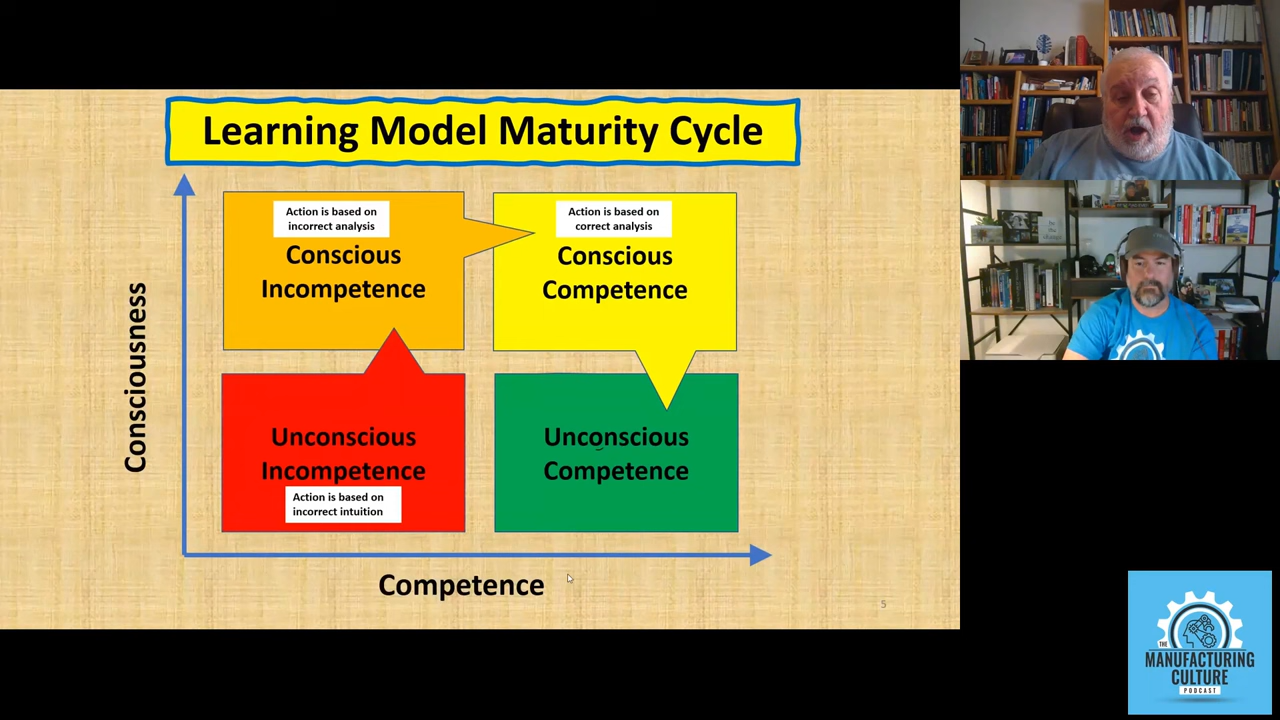 Learning Model Maturity Cycle
Action is based on
incorrect analysis
Conscious
Incompetence
Action is based on
correct analysis
Conscious
Competence
Consciousness
Unconscious
Incompetence
Action is based on
incorrect intuition
Unconscious
Competence
Competence
5
THE
MANUFACTURING
CULTURE
PODCAST